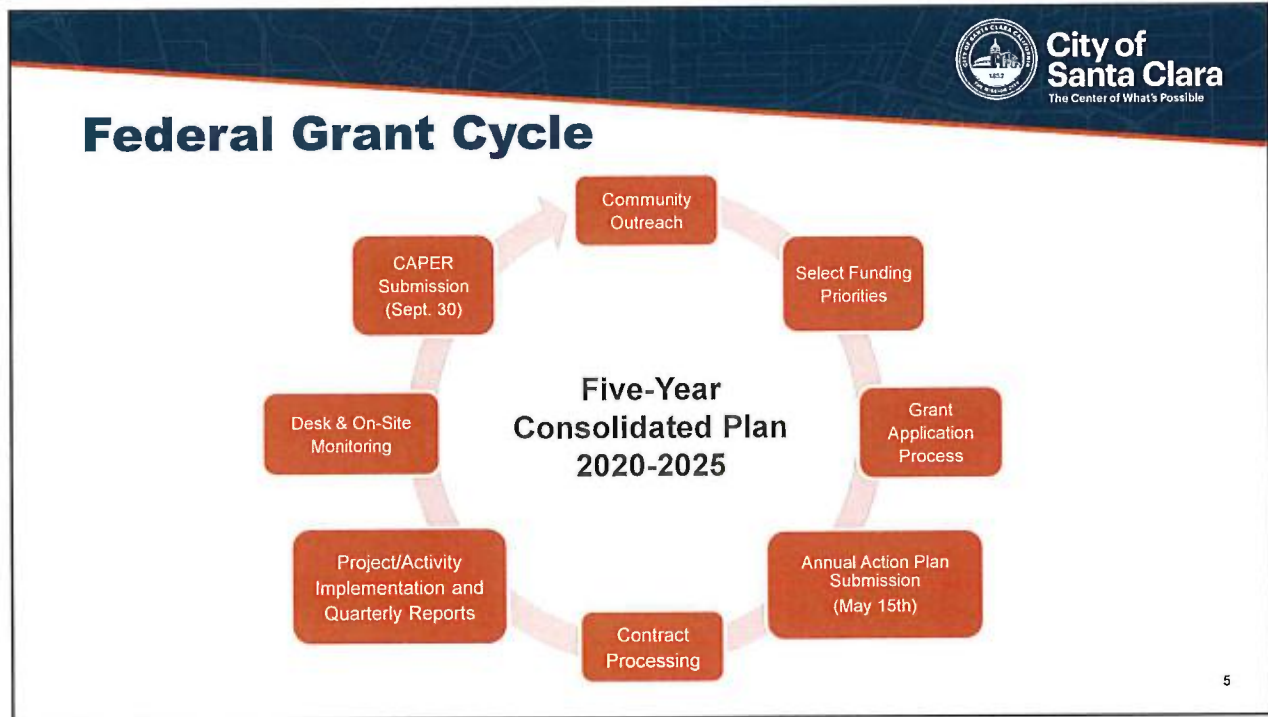 City of
Santa Clara
The Center of What's Possible
Federal Grant Cycle
Community
Outreach
Select Funding
Priorities
Grant
Application
Process
Annual Action Plan
Submission
(May 15th)
Contract
Processing
Project/Activity
Implementation and
Quarterly Reports
Desk & On-Site
Monitoring
CAPER
Submission
(Sept. 30)
Five-Year
Consolidated Plan
2020-2025
5